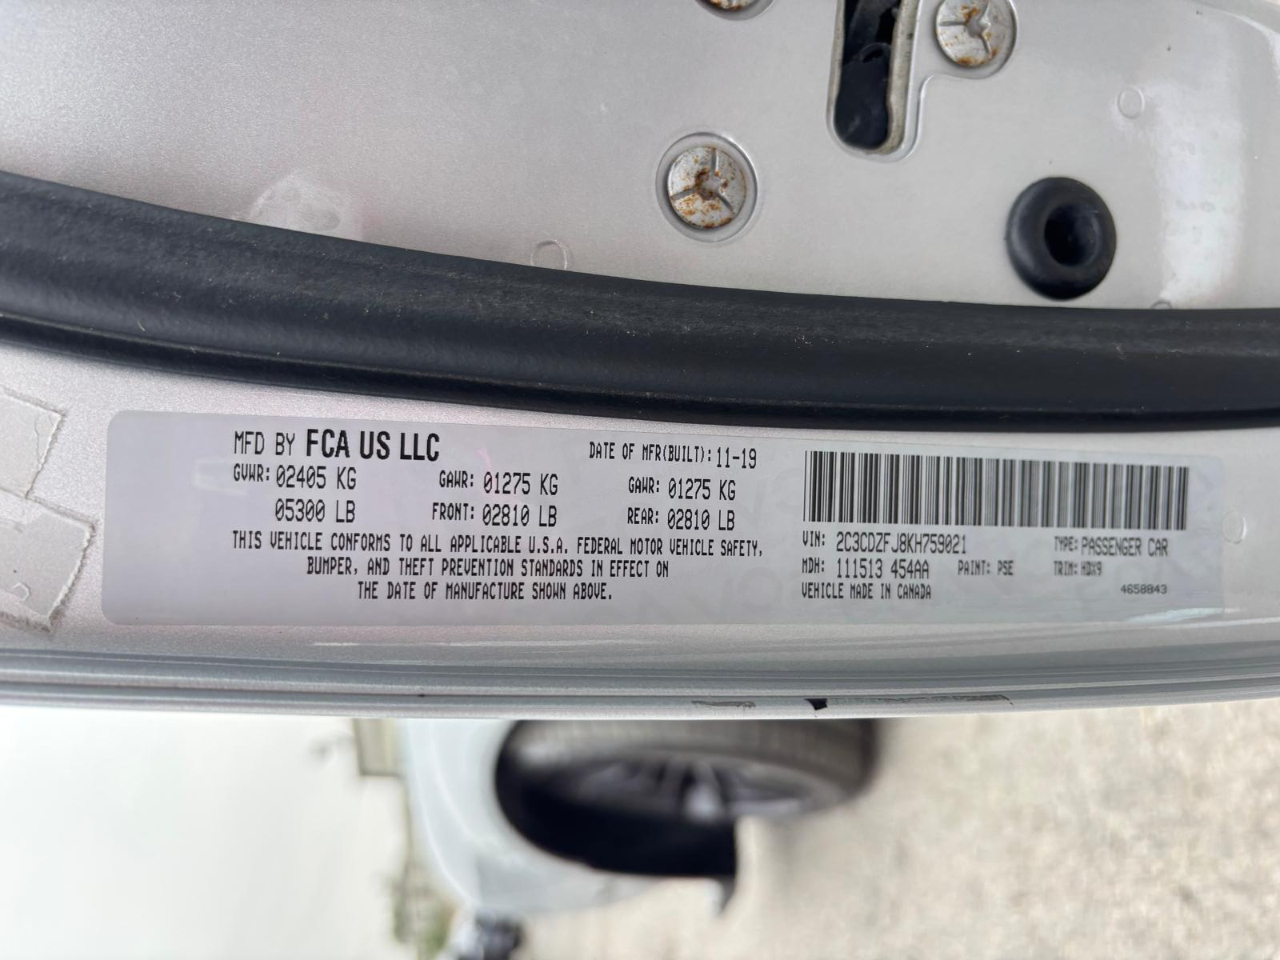 MFD BY FCA US LLC DATE OF MFR(BUILT): 11-19
GVWR: 02405 KG GAWR: 01275 KG GAWR: 01275 KG
05300 LB FRONT: 02810 LB REAR: 02810 LB
THIS VEHICLE CONFORMS TO ALL APPLICABLE U.S.A. FEDERAL MOTOR VEHICLE SAFETY,
BUMPER, AND THEFT PREVENTION STANDARDS IN EFFECT ON
THE DATE OF MANUFACTURE SHOWN ABOVE.
VIN: 2C3CDZFJ8KH759021 TYPE: PASSENGER CAR
MDH: 111513 454AA PAINT: PSE TRIM: HDX9
VEHICLE MADE IN CANADA 4658843